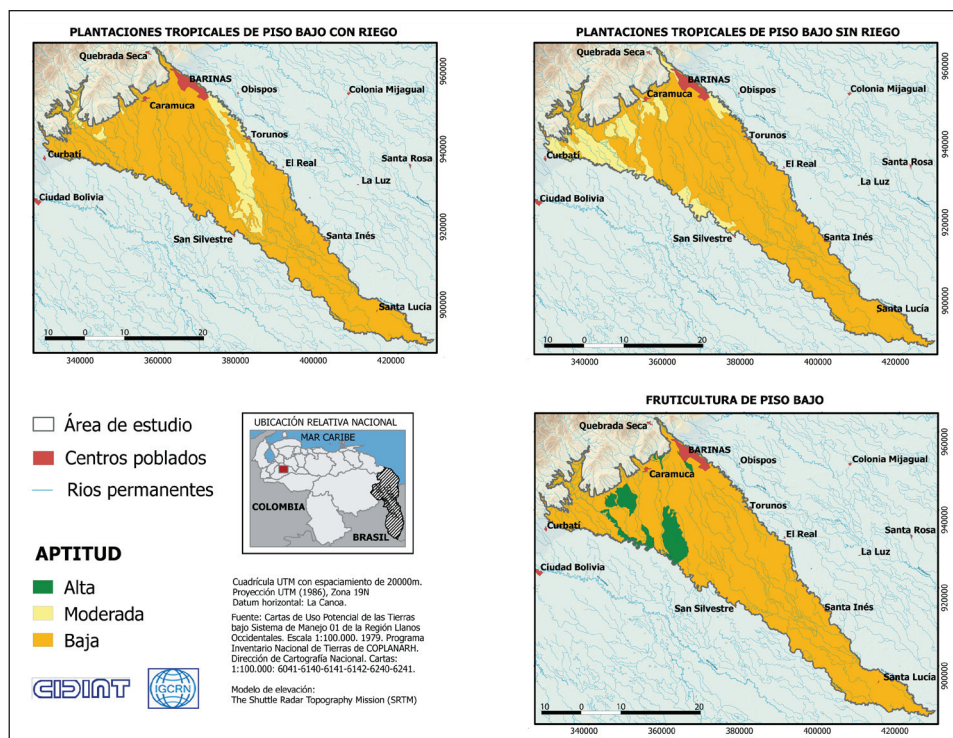 PLANTACIONES TROPICALES DE PISO BAJO CON RIEGO
Quebrada Seca
BARINAS
Obispos
Colonia Mijagual
Caramuca
Torunos
El Real
Santa Rosa
La Luz
Curbatí
Ciudad Bolivia
San Silvestre
Santa Inés
Santa Lucía
960000
940000
920000
900000
10 0 10 20
340000 360000 380000 400000 420000
PLANTACIONES TROPICALES DE PISO BAJO SIN RIEGO
Quebrada Seca
BARINAS
Obispos
Colonia Mijagual
Caramuca
Torunos
El Real
Santa Rosa
La Luz
Curbatí
Ciudad Bolivia
San Silvestre
Santa Inés
Santa Lucía
960000
940000
920000
900000
10 0 10 20
340000 360000 380000 400000 420000
Área de estudio
Centros poblados
Rios permanentes
APTITUD
Alta
Moderada
Baja
CIDIAT
IGCRN
UBICACIÓN RELATIVA NACIONAL
MAR CARIBE
COLOMBIA
BRASIL
Cuadrícula UTM con espaciamiento de 20000m.
Proyección UTM (1986), Zona 19N
Datum horizontal: La Canoa.
Fuente: Cartas de Uso Potencial de las Tierras
bajo Sistema de Manejo 01 de la Región Llanos
Occidentales. Escala 1:100.000. 1979. Programa
Inventario Nacional de Tierras de COPLANARH.
Dirección de Cartografía Nacional. Cartas:
1:100.000: 6041-6140-6141-6142-6240-6241.
Modelo de elevación:
The Shuttle Radar Topography Mission (SRTM)
FRUTICULTURA DE PISO BAJO
Quebrada Seca
BARINAS
Obispos
Colonia Mijagual
Caramuca
Torunos
El Real
Santa Rosa
La Luz
Curbatí
Ciudad Bolivia
San Silvestre
Santa Inés
Santa Lucia
960000
940000
920000
900000
10 0 10 20
340000 360000 380000 400000 420000